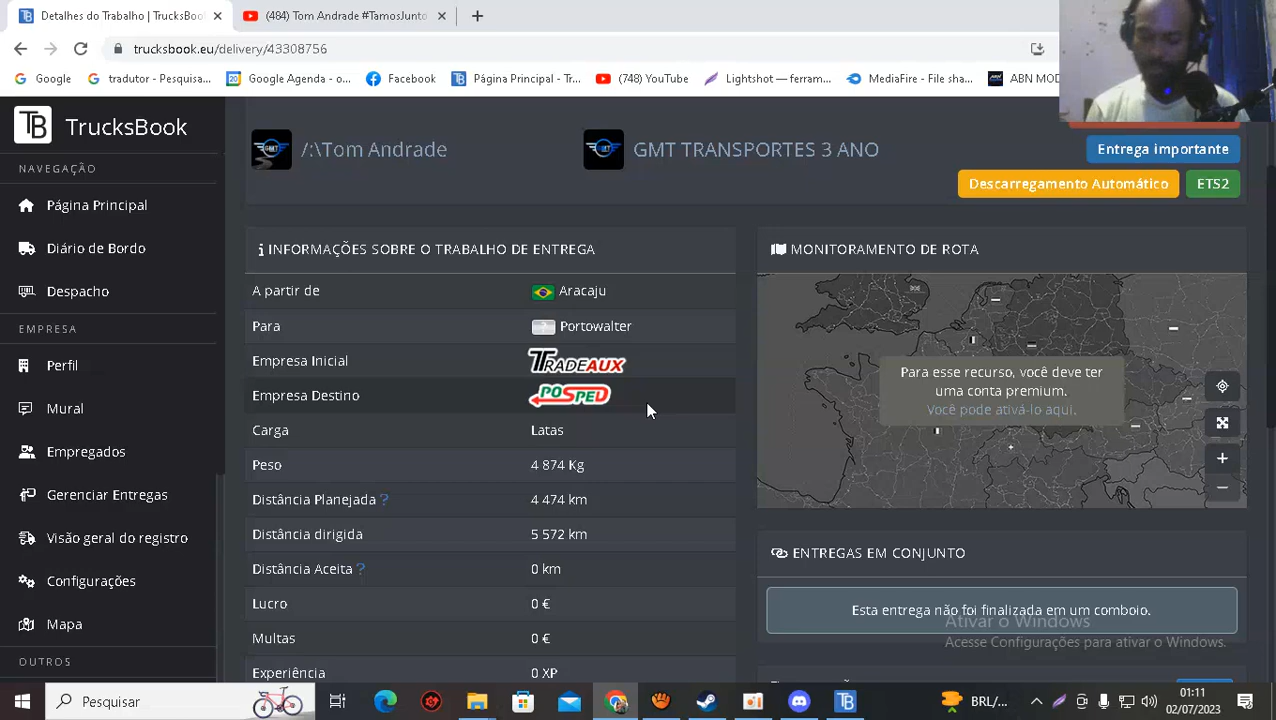 Detalhes do Trabalho | TrucksBoo
(484) Tom Andrade #TamosJunto
trucksbook.eu/delivery/43308756
Google
tradutor - Pesquisa...
Google Agenda - o...
Facebook
Página Principal - Tr...
(748) YouTube
Lightshot — ferram...
MediaFire - File sha...
ABN MOD
TB TrucksBook
/:\Tom Andrade
GMT TRANSPORTES 3 ANO
Entrega importante
Descarregamento Automático
ETS2
NAVEGAÇÃO
Página Principal
Diário de Bordo
Despacho
EMPRESA
Perfil
Mural
Empregados
Gerenciar Entregas
Visão geral do registro
Configurações
Mapa
OUTROS
INFORMAÇÕES SOBRE O TRABALHO DE ENTREGA
A partir de Aracaju
Para Portowalter
Empresa Inicial TRADEAUX
Empresa Destino POSPED
Carga Latas
Peso 4 874 Kg
Distância Planejada ? 4 474 km
Distância dirigida 5 572 km
Distância Aceita ? 0 km
Lucro 0 €
Multas 0 €
Experiência 0 XP
MONITORAMENTO DE ROTA
Para esse recurso, você deve ter
uma conta premium.
Você pode ativá-lo aqui.
ENTREGAS EM CONJUNTO
Esta entrega não foi finalizada em um comboio.
Ativar o Windows
Acesse Configurações para ativar o Windows.
Pesquisar
BRL/...
01:11
02/07/2023